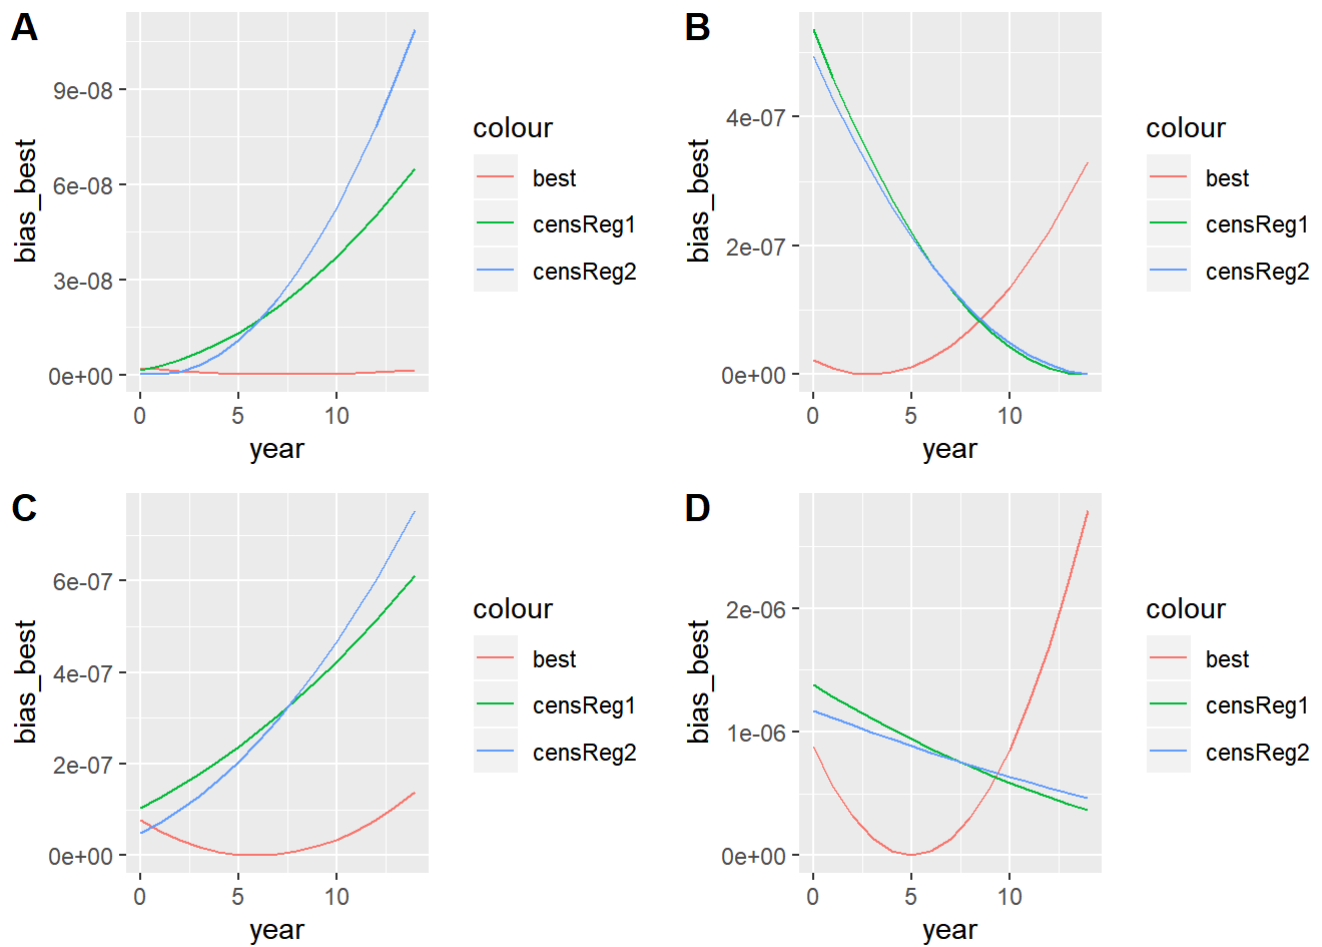 A
bias_best
9e-08
6e-08
3e-08
0e+00
0 5 10
year
colour
best
censReg1
censReg2
B
bias_best
4e-07
2e-07
0e+00
0 5 10
year
colour
best
censReg1
censReg2
C
bias_best
6e-07
4e-07
2e-07
0e+00
0 5 10
year
colour
best
censReg1
censReg2
D
bias_best
2e-06
1e-06
0e+00
0 5 10
year
colour
best
censReg1
censReg2